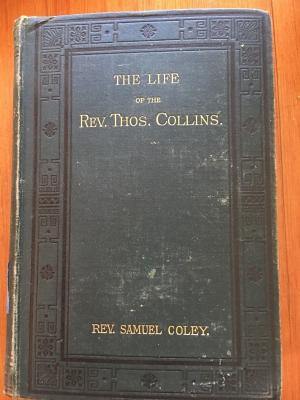 THE LIFE
OF THE
REV. THOS. COLLINS.
REV. SAMUEL COLEY.